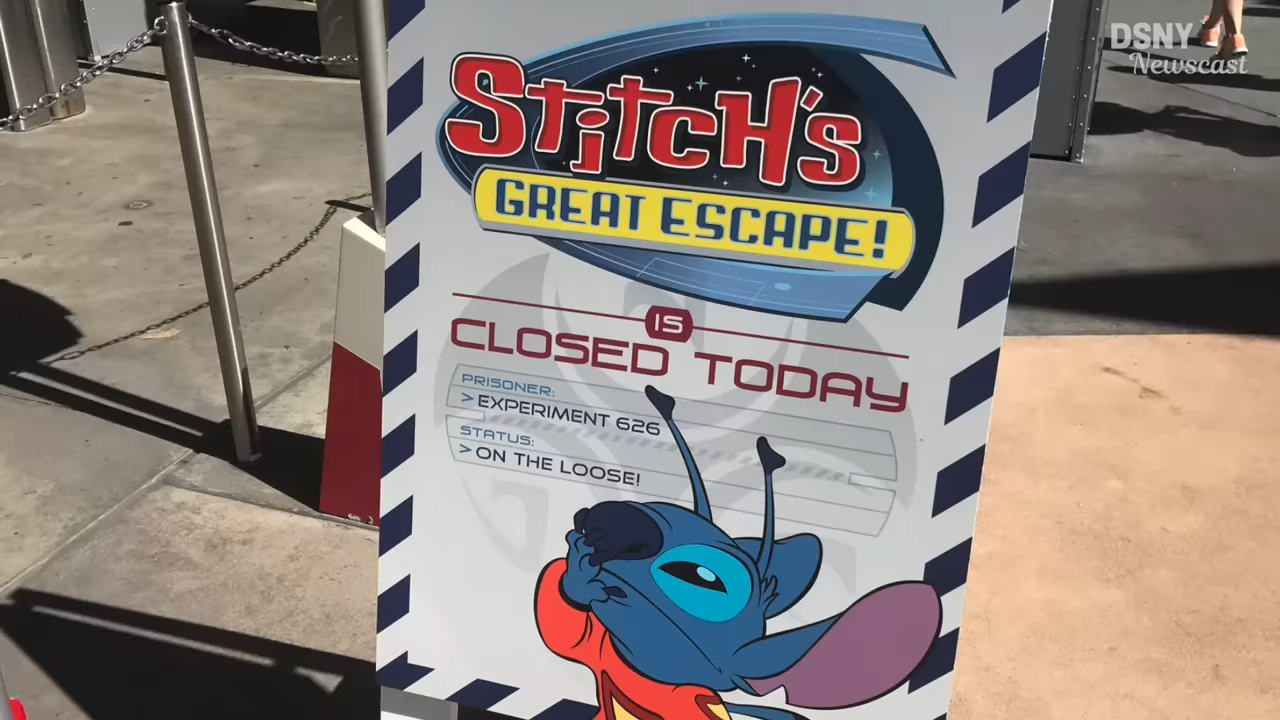 DSNY
Newscast
STITCH'S
GREAT ESCAPE!
IS
CLOSED TODAY
PRISONER:
> EXPERIMENT 626
STATUS:
> ON THE LOOSE!